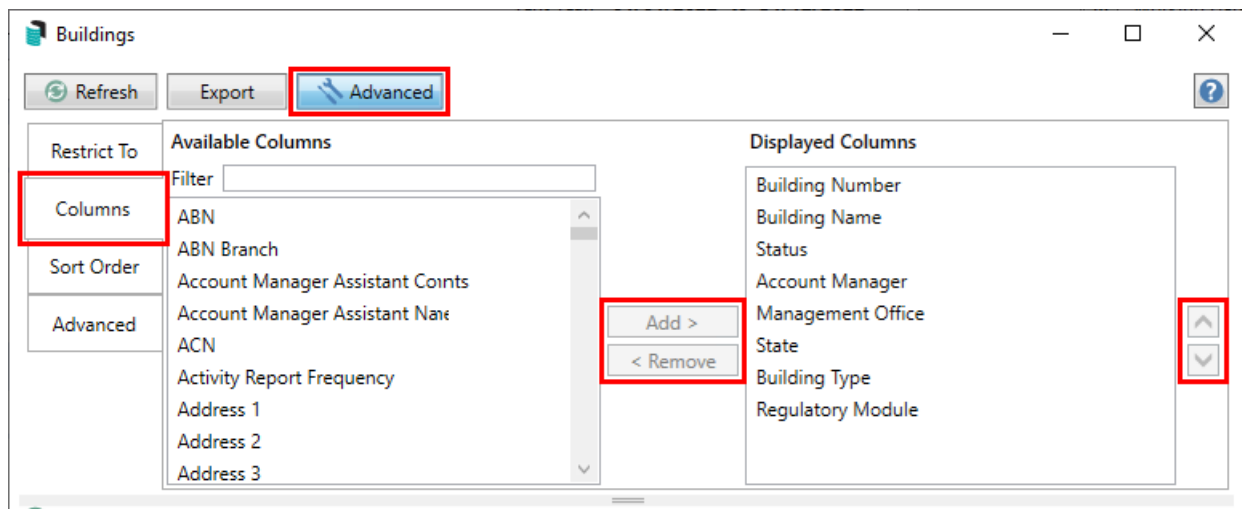 Buildings
Refresh
Export
Advanced
Restrict To
Columns
Sort Order
Advanced
Available Columns
Filter
ABN
ABN Branch
Account Manager Assistant
Account Manager Assistant
ACN
Activity Report Frequency
Address 1
Address 2
Address 3
Add >
< Remove
Displayed Columns
Building Number
Building Name
Status
Account Manager
Management Office
State
Building Type
Regulatory Module